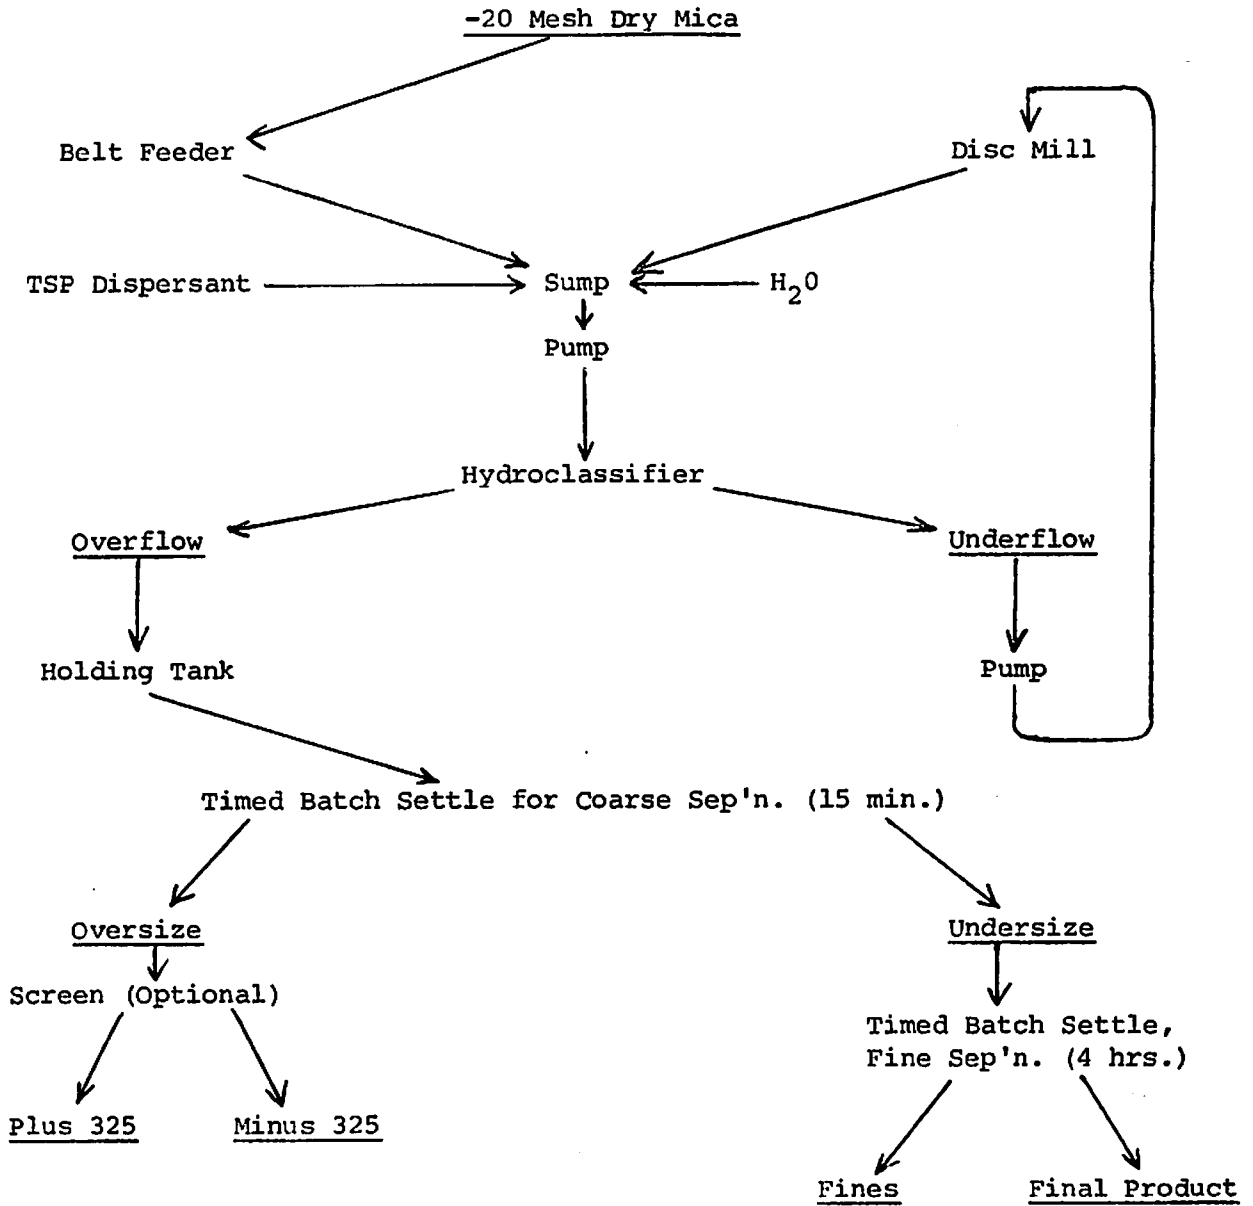 -20 Mesh Dry Mica
Belt Feeder
Disc Mill
TSP Dispersant
Sump
H₂O
Pump
Hydroclassifier
Overflow
Underflow
Holding Tank
Pump
Timed Batch Settle for Coarse Sep'n. (15 min.)
Oversize
Undersize
Screen (Optional)
Timed Batch Settle,
Fine Sep'n. (4 hrs.)
Plus 325
Minus 325
Fines
Final Product